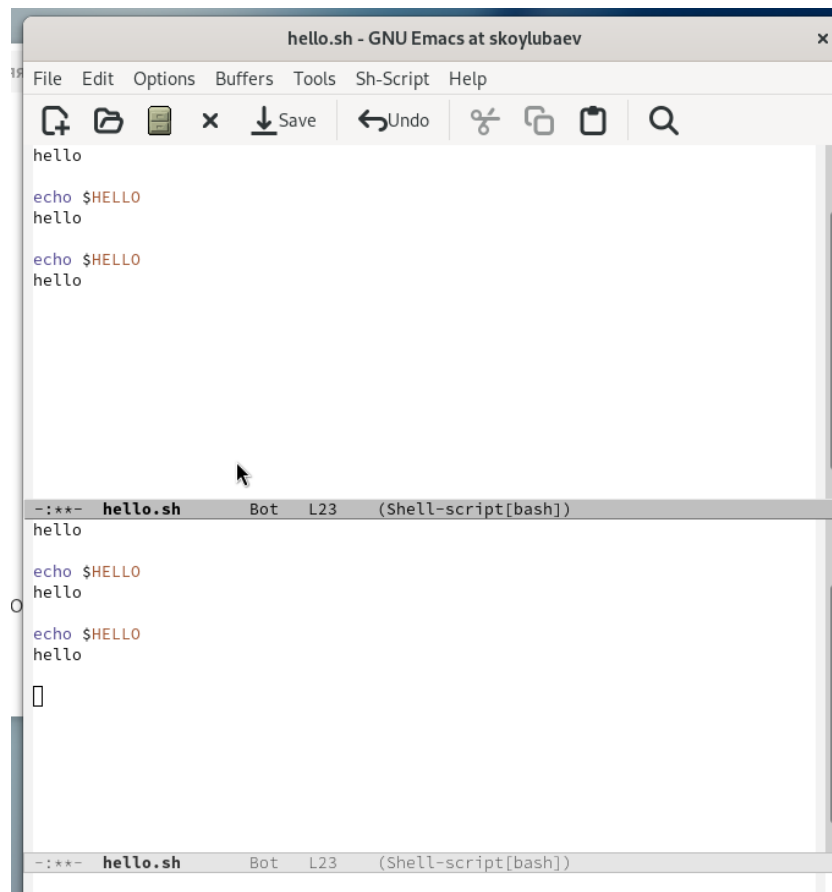 hello.sh - GNU Emacs at skoylubaev ×
File Edit Options Buffers Tools Sh-Script Help
Save Undo
hello
echo $HELLO
hello
echo $HELLO
hello
-:**- hello.sh Bot L23 (Shell-script[bash])
hello
echo $HELLO
hello
echo $HELLO
hello
-:**- hello.sh Bot L23 (Shell-script[bash])